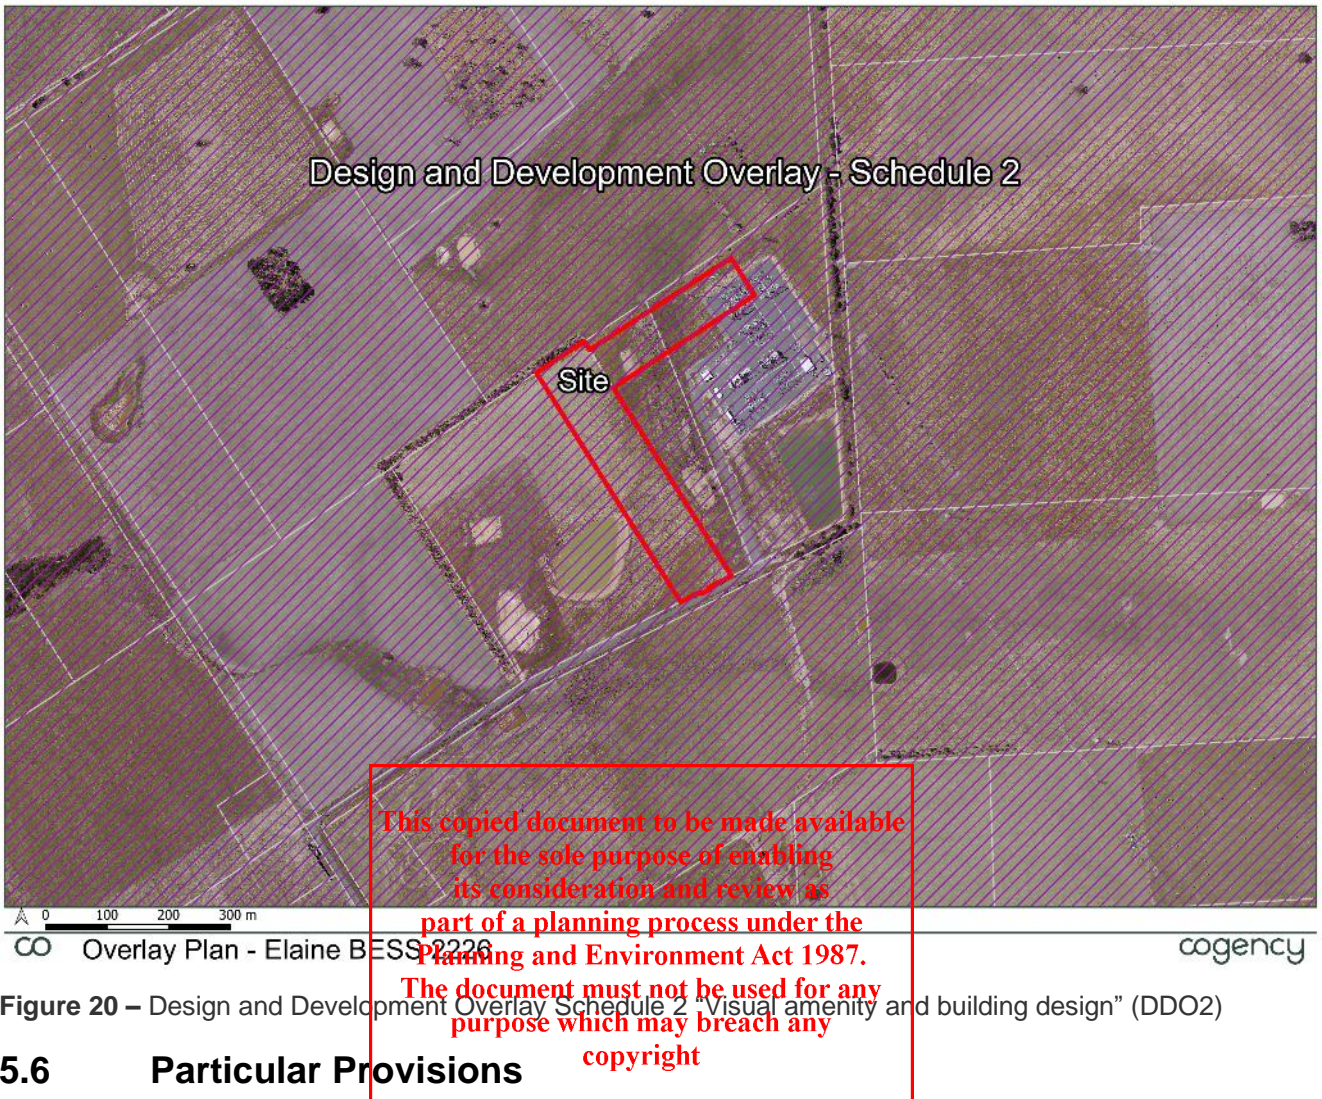 Design and Development Overlay - Schedule 2
Site
0 100 200 300 m
Overlay Plan - Elaine BESS 2226
cogency
This copied document to be made available
for the sole purpose of enabling
its consideration and review as
part of a planning process under the
Planning and Environment Act 1987.
The document must not be used for any
purpose which may breach any
copyright
Figure 20 – Design and Development Overlay Schedule 2 “Visual amenity and building design” (DDO2)
5.6 Particular Provisions